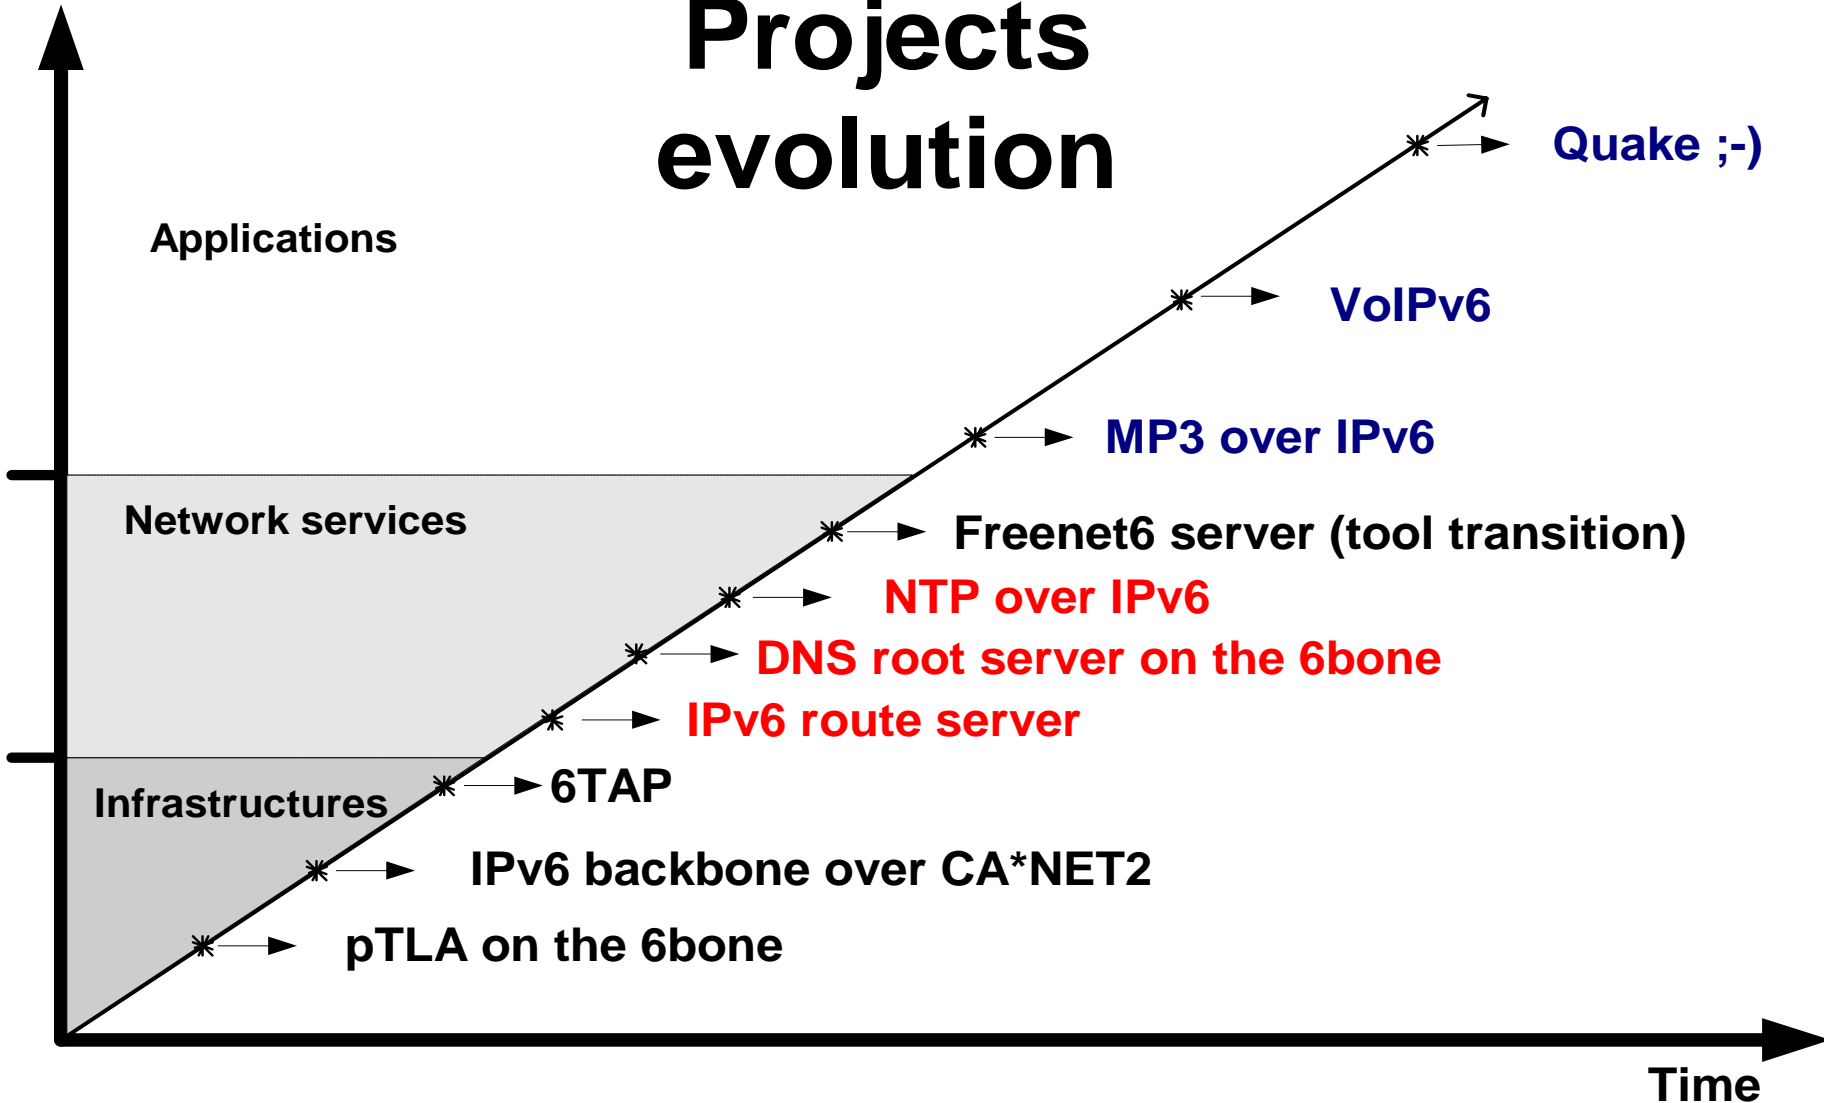 Projects
evolution
Quake ;-)
Applications
VoIPv6
MP3 over IPv6
Network services
Freenet6 server (tool transition)
NTP over IPv6
DNS root server on the 6bone
IPv6 route server
6TAP
Infrastructures
IPv6 backbone over CA*NET2
pTLA on the 6bone
Time